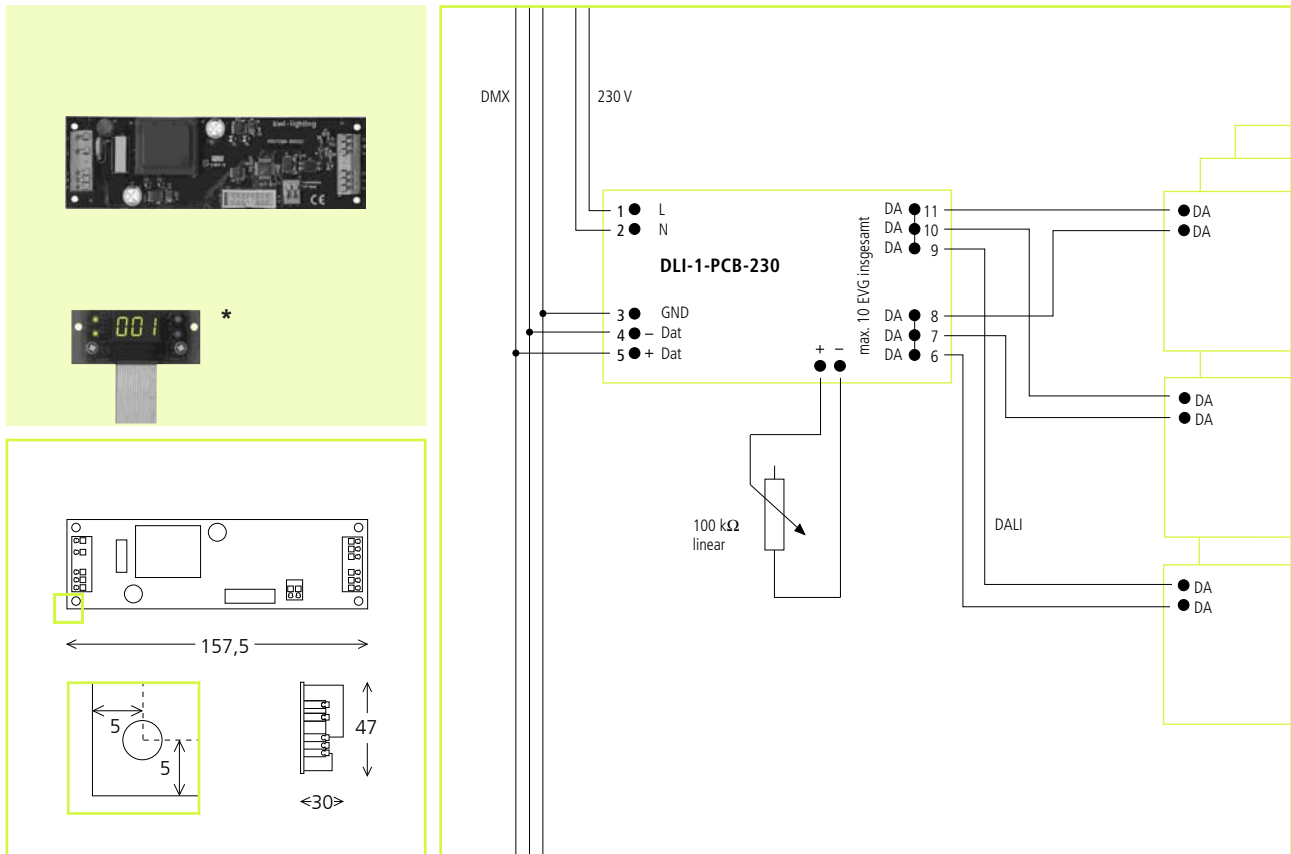 kwl-lighting
CE
001
*
157,5
5
5
47
30
DMX
230 V
1 L
2 N
DLI-1-PCB-230
3 GND
4 – Dat
5 + Dat
+ –
max. 10 EVG insgesamt
DA 11
DA 10
DA 9
DA 8
DA 7
DA 6
100 kΩ
linear
DALI
DA
DA
DA
DA
DA
DA